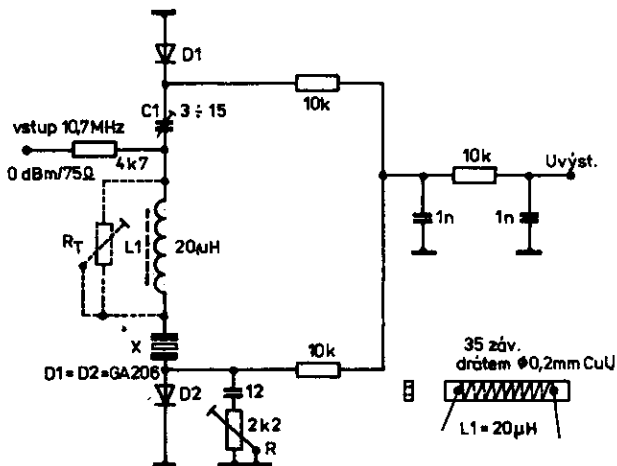 D1
C1
3 ÷ 15
10k
vstup 10,7MHz
4k7
0 dBm/75Ω
10k
Uvýst.
1n
1n
RT
L1
20µH
X
10k
D1 = D2 = GA206
D2
12
2k2
R
35 záv.
drátem Φ0,2mm CuU
L1 = 20µH